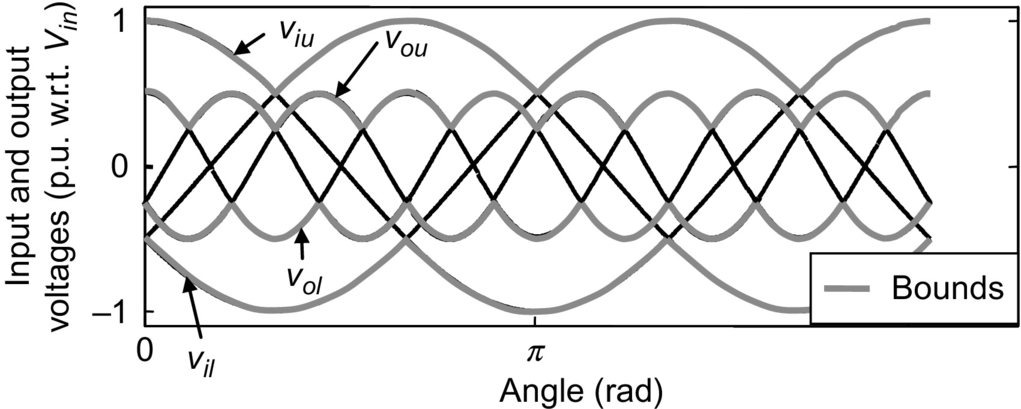 Input and output
voltages (p.u. w.r.t. Vin)
1
0
–1
viu
vou
vol
vil
Bounds
0
π
Angle (rad)